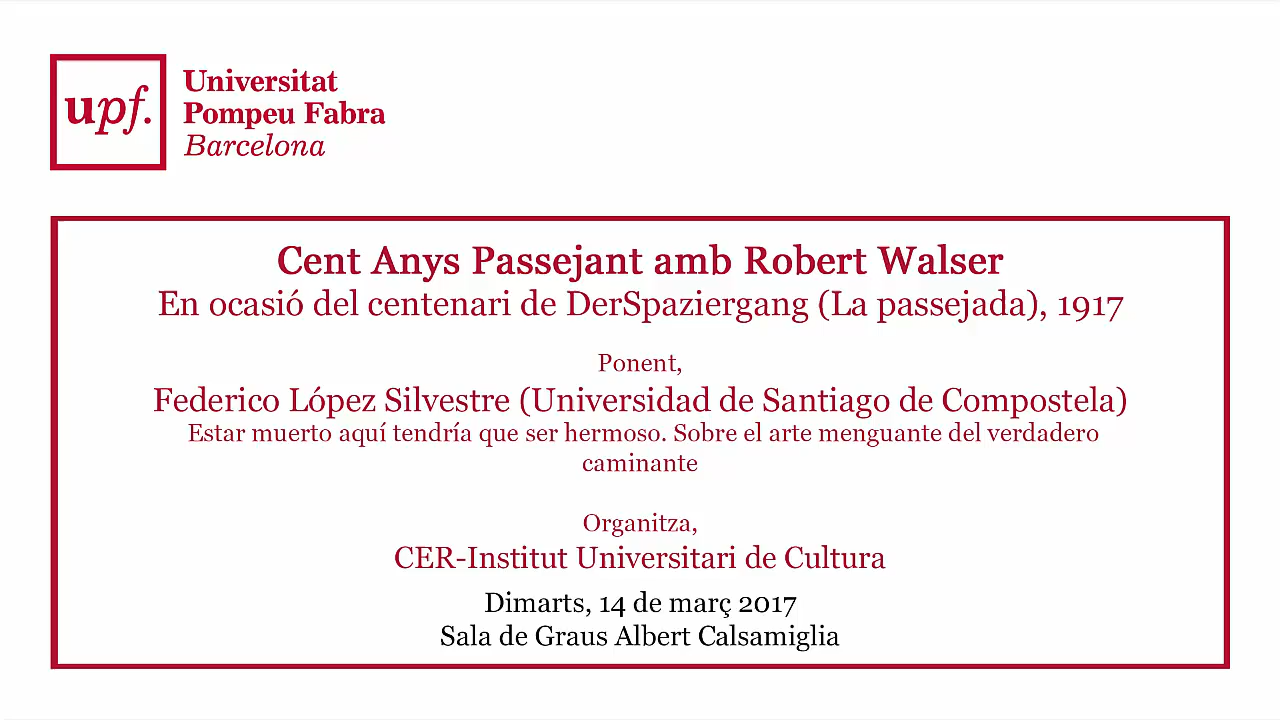 upf.
Universitat
Pompeu Fabra
Barcelona
Cent Anys Passejant amb Robert Walser
En ocasió del centenari de DerSpaziergang (La passejada), 1917
Ponent,
Federico López Silvestre (Universidad de Santiago de Compostela)
Estar muerto aquí tendría que ser hermoso. Sobre el arte menguante del verdadero
caminante
Organitza,
CER-Institut Universitari de Cultura
Dimarts, 14 de març 2017
Sala de Graus Albert Calsamiglia